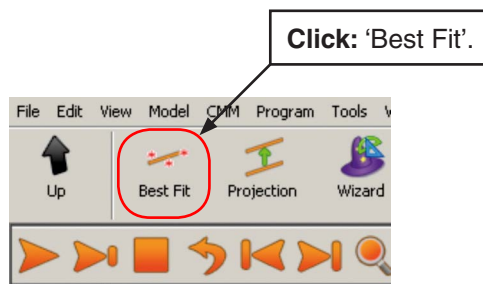 Click: ‘Best Fit’.
File Edit View Model CMM Program Tools
Up Best Fit Projection Wizard